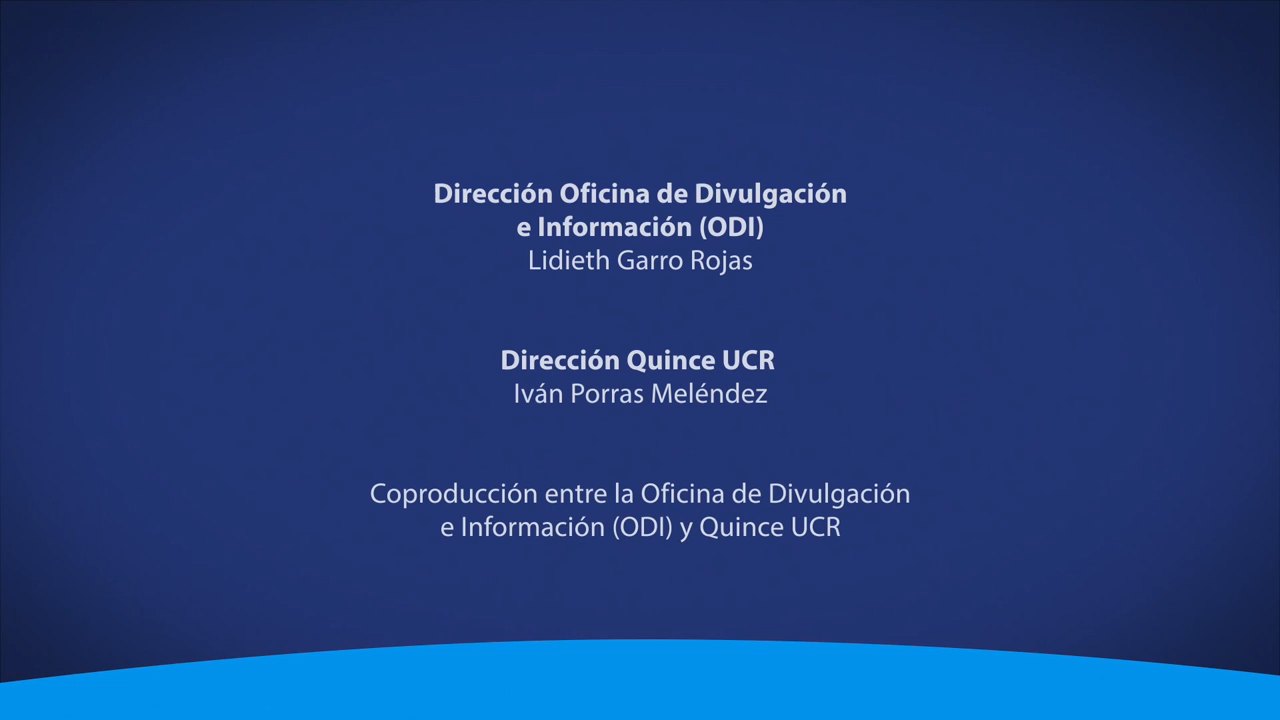 Dirección Oficina de Divulgación
e Información (ODI)
Lidieth Garro Rojas
Dirección Quince UCR
Iván Porras Meléndez
Coproducción entre la Oficina de Divulgación
e Información (ODI) y Quince UCR